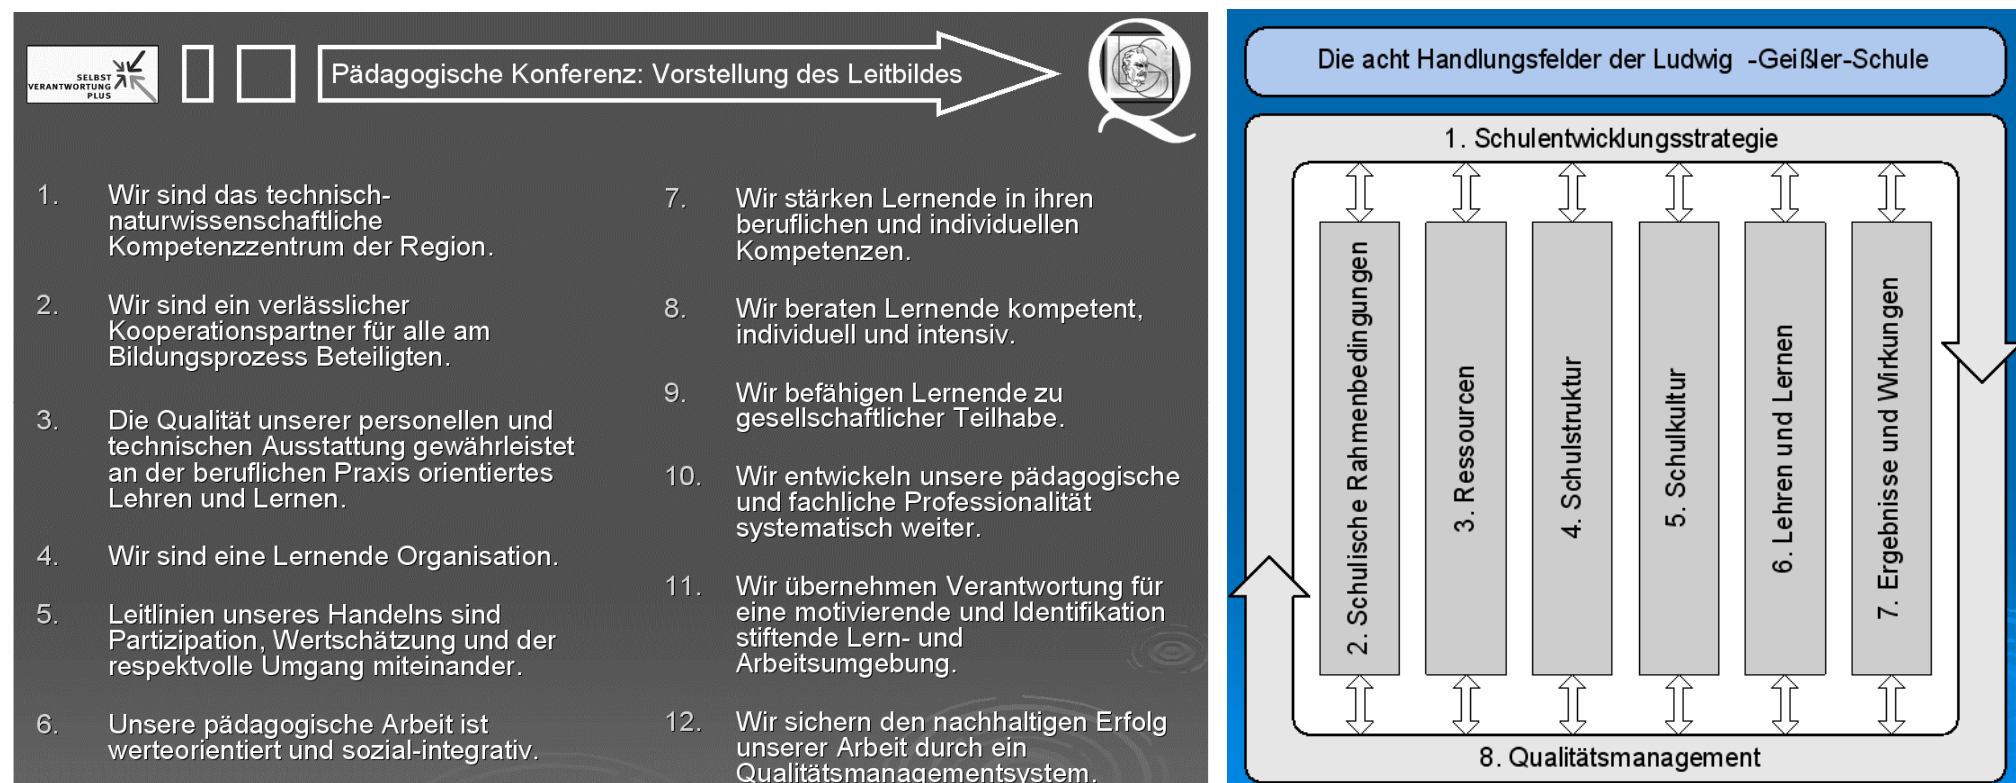 SELBST
VERANTWORTUNG
PLUS
Pädagogische Konferenz: Vorstellung des Leitbildes
1. Wir sind das technisch-
naturwissenschaftliche
Kompetenzzentrum der Region.
2. Wir sind ein verlässlicher
Kooperationspartner für alle am
Bildungsprozess Beteiligten.
3. Die Qualität unserer personellen und
technischen Ausstattung gewährleistet
an der beruflichen Praxis orientiertes
Lehren und Lernen.
4. Wir sind eine Lernende Organisation.
5. Leitlinien unseres Handelns sind
Partizipation, Wertschätzung und der
respektvolle Umgang miteinander.
6. Unsere pädagogische Arbeit ist
werteorientiert und sozial-integrativ.
7. Wir stärken Lernende in ihren
beruflichen und individuellen
Kompetenzen.
8. Wir beraten Lernende kompetent,
individuell und intensiv.
9. Wir befähigen Lernende zu
gesellschaftlicher Teilhabe.
10. Wir entwickeln unsere pädagogische
und fachliche Professionalität
systematisch weiter.
11. Wir übernehmen Verantwortung für
eine motivierende und Identifikation
stiftende Lern- und
Arbeitsumgebung.
12. Wir sichern den nachhaltigen Erfolg
unserer Arbeit durch ein
Qualitätsmanagementsystem.
Die acht Handlungsfelder der Ludwig -Geißler-Schule
1. Schulentwicklungsstrategie
2. Schulische Rahmenbedingungen
3. Ressourcen
4. Schulstruktur
5. Schulkultur
6. Lehren und Lernen
7. Ergebnisse und Wirkungen
8. Qualitätsmanagement